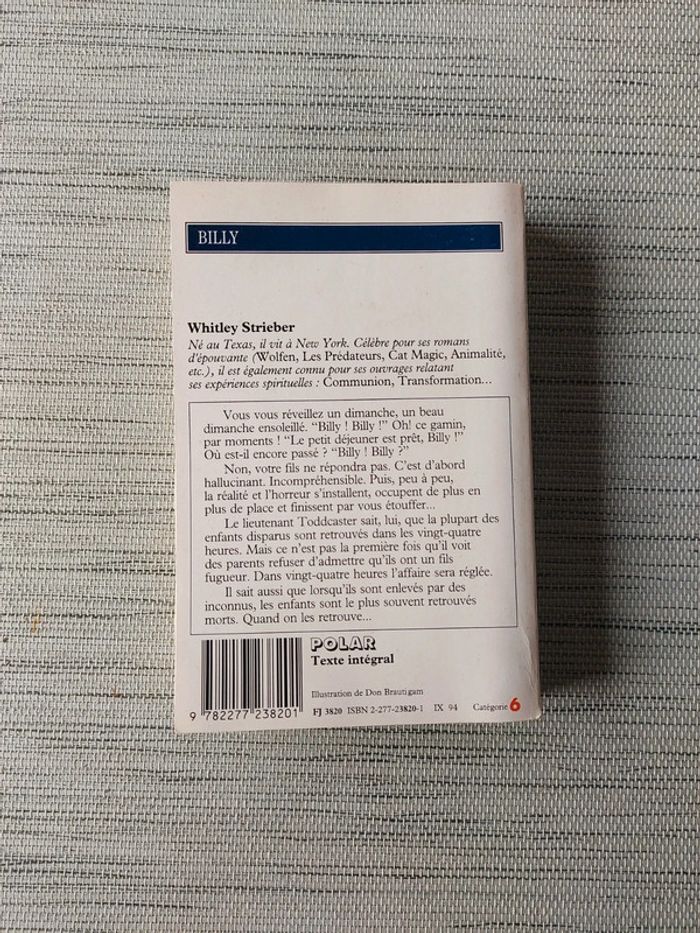 BILLY
Whitley Strieber
Né au Texas, il vit à New York. Célèbre pour ses romans
d'épouvante (Wolfen, Les Prédateurs, Cat Magic, Animalité,
etc.), il est également connu pour ses ouvrages relatant
ses expériences spirituelles : Communion, Transformation...
Vous vous réveillez un dimanche, un beau
dimanche ensoleillé. “Billy ! Billy !” Oh! ce gamin,
par moments ! “Le petit déjeuner est prêt, Billy !”
Où est-il encore passé ? “Billy ! Billy ?”
Non, votre fils ne répondra pas. C'est d'abord
hallucinant. Incompréhensible. Puis, peu à peu,
la réalité et l'horreur s'installent, occupent de plus en
plus de place et finissent par vous étouffer...
Le lieutenant Toddcaster sait, lui, que la plupart des
enfants disparus sont retrouvés dans les vingt-quatre
heures. Mais ce n'est pas la première fois qu'il voit
des parents refuser d'admettre qu'ils ont un fils
fugueur. Dans vingt-quatre heures l'affaire sera réglée.
Il sait aussi que lorsqu'ils sont enlevés par des
inconnus, les enfants sont le plus souvent retrouvés
morts. Quand on les retrouve...
POLAR
Texte intégral
Illustration de Don Brautigam
9 782277 238201
FJ 3820 ISBN 2-277-23820-1 IX 94 Catégorie 6